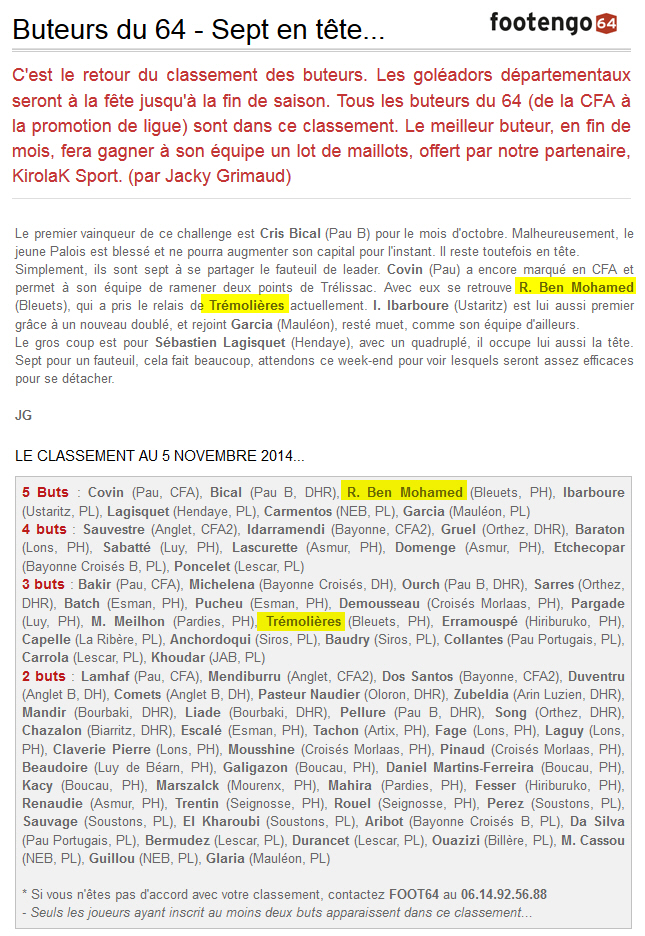 Buteurs du 64 - Sept en tête...
footengo 64
C'est le retour du classement des buteurs. Les goléadors départementaux
seront à la fête jusqu'à la fin de saison. Tous les buteurs du 64 (de la CFA à
la promotion de ligue) sont dans ce classement. Le meilleur buteur, en fin de
mois, fera gagner à son équipe un lot de maillots, offert par notre partenaire,
KirolaK Sport. (par Jacky Grimaud)
Le premier vainqueur de ce challenge est Cris Bical (Pau B) pour le mois d'octobre. Malheureusement, le
jeune Palois est blessé et ne pourra augmenter son capital pour l'instant. Il reste toutefois en tête.
Simplement, ils sont sept à se partager le fauteuil de leader. Covin (Pau) a encore marqué en CFA et
permet à son équipe de ramener deux points de Trélissac. Avec eux se retrouve R. Ben Mohamed
(Bleuets), qui a pris le relais de Trémolières actuellement. I. Ibarboure (Ustaritz) est lui aussi premier
grâce à un nouveau doublé, et rejoint Garcia (Mauléon), resté muet, comme son équipe d'ailleurs.
Le gros coup est pour Sébastien Lagisquet (Hendaye), avec un quadruplé, il occupe lui aussi la tête.
Sept pour un fauteuil, cela fait beaucoup, attendons ce week-end pour voir lesquels seront assez efficaces
pour se détacher.
JG
LE CLASSEMENT AU 5 NOVEMBRE 2014...
5 Buts : Covin (Pau, CFA), Bical (Pau B, DHR), R. Ben Mohamed (Bleuets, PH), Ibarboure
(Ustaritz, PL), Lagisquet (Hendaye, PL), Carmentos (NEB, PL), Garcia (Mauléon, PL)
4 buts : Sauvestre (Anglet, CFA2), Idarramendi (Bayonne, CFA2), Gruel (Orthez, DHR), Baraton
(Lons, PH), Sabatté (Luy, PH), Lascurette (Asmur, PH), Domenge (Asmur, PH), Etchecopar
(Bayonne Croisés B, PL), Poncelet (Lescar, PL)
3 buts : Bakir (Pau, CFA), Michelena (Bayonne Croisés, DH), Ourch (Pau B, DHR), Sarres (Orthez,
DHR), Batch (Esman, PH), Pucheu (Esman, PH), Demousseau (Croisés Morlaas, PH), Pargade
(Luy, PH), M. Meilhon (Pardies, PH), Trémolières (Bleuets, PH), Erramouspé (Hiriburuko, PH),
Capelle (La Ribère, PL), Anchordoqui (Siros, PL), Baudry (Siros, PL), Collantes (Pau Portugais, PL),
Carrola (Lescar, PL), Khoudar (JAB, PL)
2 buts : Lamhaf (Pau, CFA), Mendiburru (Anglet, CFA2), Dos Santos (Bayonne, CFA2), Duventru
(Anglet B, DH), Comets (Anglet B, DH), Pasteur Naudier (Oloron, DHR), Zubeldia (Arin Luzien, DHR),
Mandir (Bourbaki, DHR), Liade (Bourbaki, DHR), Pellure (Pau B, DHR), Song (Orthez, DHR),
Chazalon (Biarritz, DHR), Escalé (Esman, PH), Tachon (Artix, PH), Fage (Lons, PH), Laguy (Lons,
PH), Claverie Pierre (Lons, PH), Mousshine (Croisés Morlaas, PH), Pinaud (Croisés Morlaas, PH),
Beaudoire (Luy de Béarn, PH), Galigazon (Boucau, PH), Daniel Martins-Ferreira (Boucau, PH),
Kacy (Boucau, PH), Marszalck (Mourenx, PH), Mahira (Pardies, PH), Fesser (Hiriburuko, PH),
Renaudie (Asmur, PH), Trentin (Seignosse, PH), Rouel (Seignosse, PH), Perez (Soustons, PL),
Sauvage (Soustons, PL), El Kharoubi (Soustons, PL), Aribot (Bayonne Croisés B, PL), Da Silva
(Pau Portugais, PL), Bermudez (Lescar, PL), Durancet (Lescar, PL), Ouazizi (Billère, PL), M. Cassou
(NEB, PL), Guillou (NEB, PL), Glaria (Mauléon, PL)
* Si vous n'êtes pas d'accord avec votre classement, contactez FOOT64 au 06.14.92.56.88
- Seuls les joueurs ayant inscrit au moins deux buts apparaissent dans ce classement...